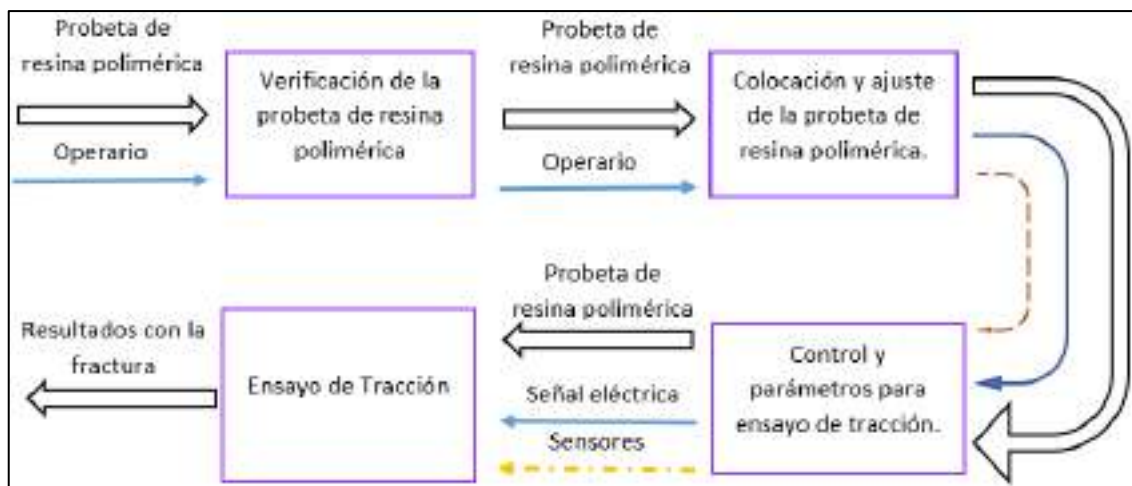 Probeta de
resina polimérica
Operario
Verificación de la
probeta de resina
polimérica
Probeta de
resina polimérica
Operario
Colocación y ajuste
de la probeta de
resina polimérica.
Control y
parámetros para
ensayo de tracción.
Probeta de
resina polimérica
Señal eléctrica
Sensores
Ensayo de Tracción
Resultados con la
fractura